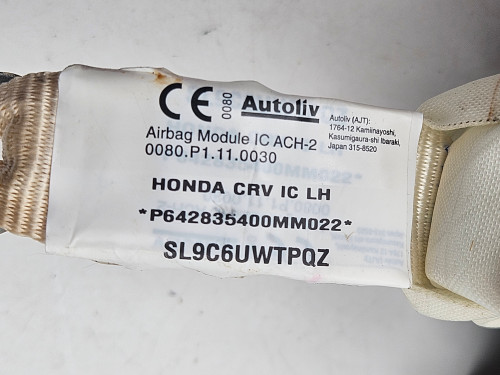 CE 0080 Autoliv
Airbag Module IC ACH-2
0080.P1.11.0030
Autoliv (AJT):
1764-12 Kamiinayoshi,
Kasumigaura-shi Ibaraki,
Japan 315-8520
HONDA CRV IC LH
*P642835400MM022*
SL9C6UWTPQZ